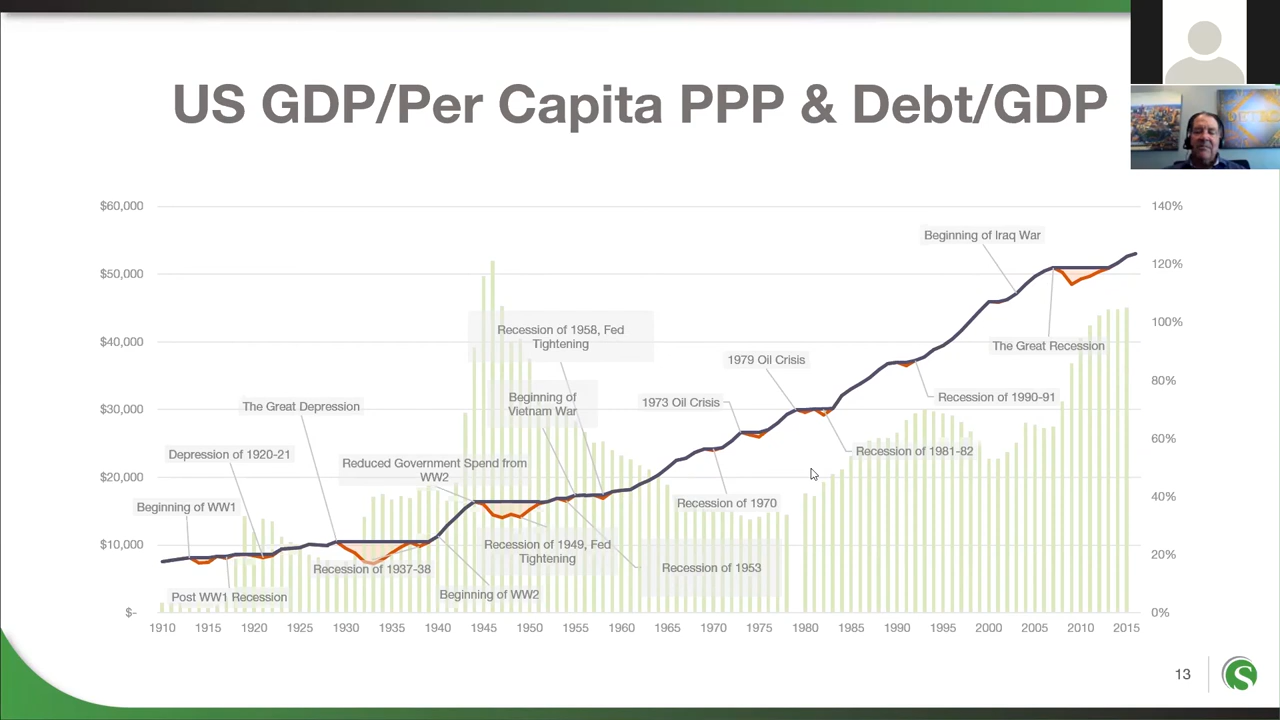 US GDP/Per Capita PPP & Debt/GDP
DETRO
$60,000
140%
Beginning of Iraq War
120%
$50,000
100%
Recession of 1958, Fed
Tightening
$40,000
The Great Recession
1979 Oil Crisis
80%
Beginning of
Vietnam War
Recession of 1990-91
1973 Oil Crisis
The Great Depression
$30,000
60%
Depression of 1920-21
Recession of 1981-82
Reduced Government Spend from
WW2
$20,000
40%
Beginning of WW1
Recession of 1970
$10,000
Recession of 1949, Fed
Tightening
20%
Recession of 1937-38
Recession of 1953
Post WW1 Recession
Beginning of WW2
$-
0%
1910 1915 1920 1925 1930 1935 1940 1945 1950 1955 1960 1965 1970 1975 1980 1985 1990 1995 2000 2005 2010 2015
13
S